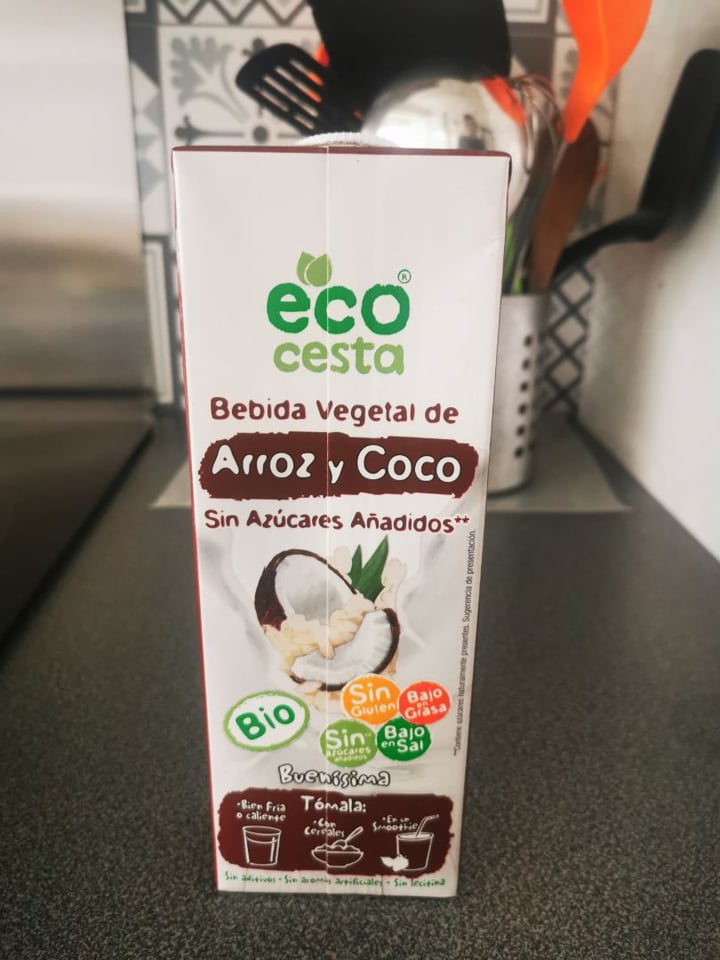 eco®
cesta
Bebida Vegetal de
Arroz y Coco
Sin Azúcares Añadidos**
**Contiene azúcares naturalmente presentes. Sugerencia de presentación.
Bio
Sin
Gluten
Bajo
en
Grasa
Sin**
azúcares
añadidos
Bajo
en Sal
Buenísima
Tómala:
•Bien Fría
o caliente
•Con
Cereales
•En un
Smoothie
Sin aditivos • Sin aromas artificiales • Sin lecitina